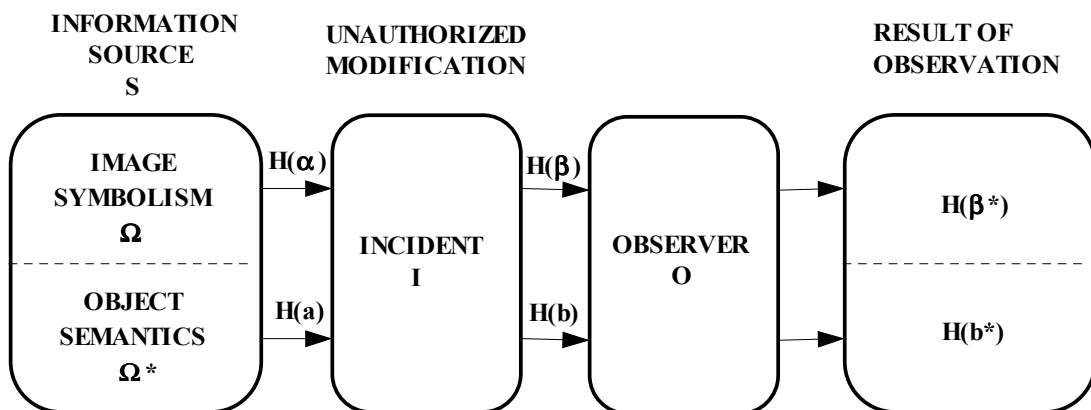 INFORMATION
SOURCE
S
UNAUTHORIZED
MODIFICATION
RESULT OF
OBSERVATION
IMAGE
SYMBOLISM
Ω
OBJECT
SEMANTICS
Ω*
H(α)
H(a)
INCIDENT
I
H(β)
H(b)
OBSERVER
O
H(β*)
H(b*)